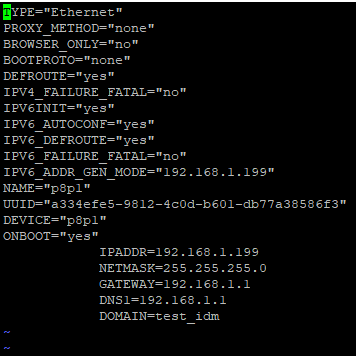 TYPE="Ethernet"
PROXY_METHOD="none"
BROWSER_ONLY="no"
BOOTPROTO="none"
DEFROUTE="yes"
IPV4_FAILURE_FATAL="no"
IPV6INIT="yes"
IPV6_AUTOCONF="yes"
IPV6_DEFROUTE="yes"
IPV6_FAILURE_FATAL="no"
IPV6_ADDR_GEN_MODE="192.168.1.199"
NAME="p8p1"
UUID="a334efe5-9812-4c0d-b601-db77a38586f3"
DEVICE="p8p1"
ONBOOT="yes"
IPADDR=192.168.1.199
NETMASK=255.255.255.0
GATEWAY=192.168.1.1
DNS1=192.168.1.1
DOMAIN=test_idm
~
~